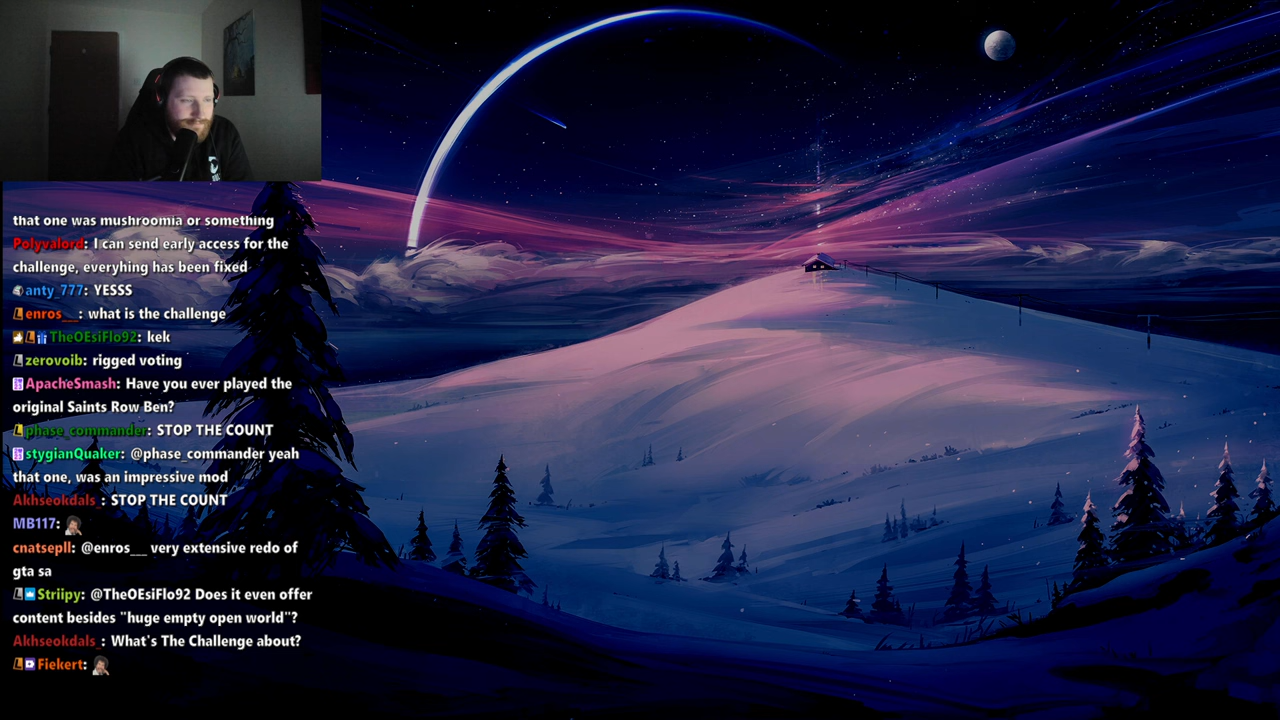 that one was mushroomia or something
Polyvalord: I can send early access for the
challenge, everyhing has been fixed
anty_777: YESSS
enros___: what is the challenge
TheOEsiFlo92: kek
zerovoib: rigged voting
ApacheSmash: Have you ever played the
original Saints Row Ben?
phase_commander: STOP THE COUNT
stygianQuaker: @phase_commander yeah
that one, was an impressive mod
Akhseokdals_: STOP THE COUNT
MB117:
cnatsepll: @enros___ very extensive redo of
gta sa
Striipy: @TheOEsiFlo92 Does it even offer
content besides "huge empty open world"?
Akhseokdals_: What's The Challenge about?
Fiekert: